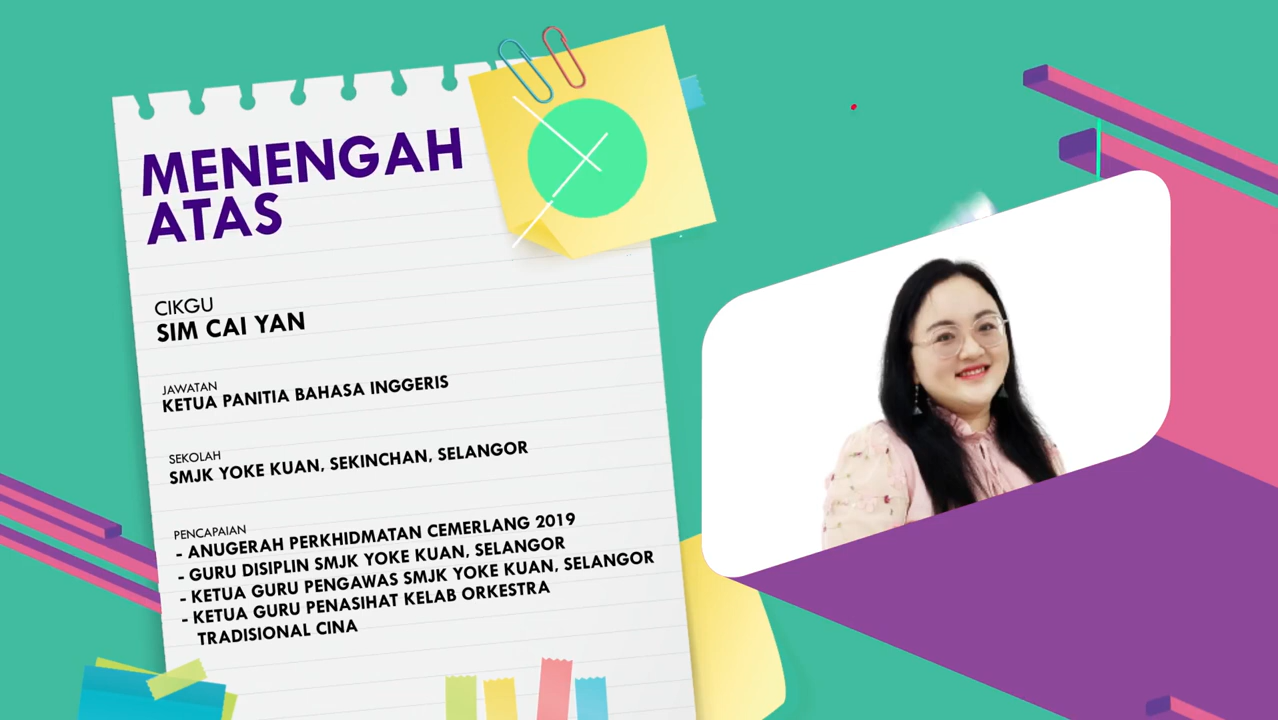 MENENGAH
ATAS
CIKGU
SIM CAI YAN
JAWATAN
KETUA PANITIA BAHASA INGGERIS
SEKOLAH
SMJK YOKE KUAN, SEKINCHAN, SELANGOR
PENCAPAIAN
- ANUGERAH PERKHIDMATAN CEMERLANG 2019
- GURU DISIPLIN SMJK YOKE KUAN, SELANGOR
- KETUA GURU PENGAWAS SMJK YOKE KUAN, SELANGOR
- KETUA GURU PENASIHAT KELAB ORKESTRA
TRADISIONAL CINA